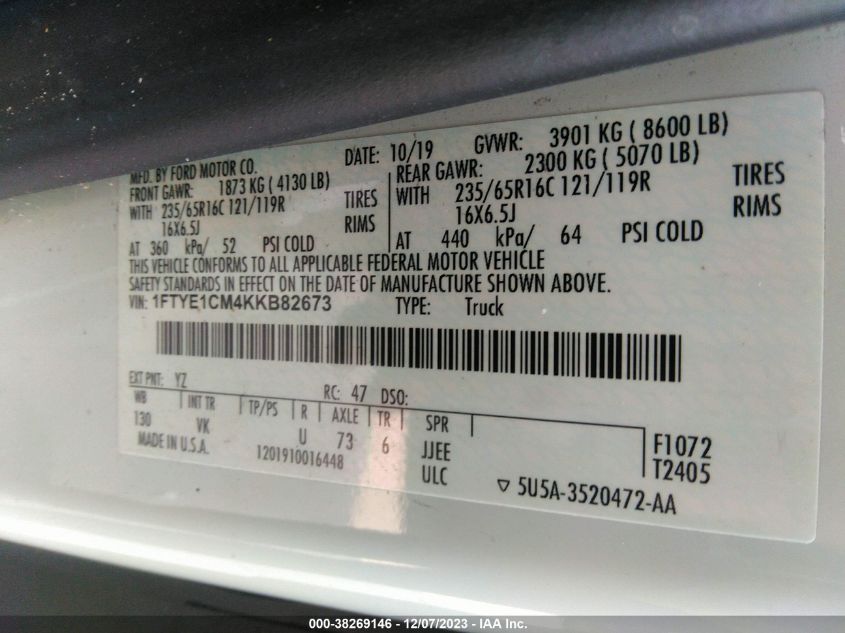 MFD. BY FORD MOTOR CO.
DATE: 10/19 GVWR: 3901 KG ( 8600 LB)
FRONT GAWR: 1873 KG ( 4130 LB)
WITH 235/65R16C 121/119R TIRES
16X6.5J RIMS
AT 360 kPa/ 52 PSI COLD
REAR GAWR: 2300 KG ( 5070 LB)
WITH 235/65R16C 121/119R TIRES
16X6.5J RIMS
AT 440 kPa/ 64 PSI COLD
THIS VEHICLE CONFORMS TO ALL APPLICABLE FEDERAL MOTOR VEHICLE
SAFETY STANDARDS IN EFFECT ON THE DATE OF MANUFACTURE SHOWN ABOVE.
VIN: 1FTYE1CM4KKB82673 TYPE: Truck
EXT PNT: YZ RC: 47 DSO:
WB INT TR TP/PS R AXLE TR SPR
130 VK U 73 6 JJEE F1072
MADE IN U.S.A. 1201910016448 ULC T2405
▽ 5U5A-3520472-AA
000-38269146 - 12/07/2023 - IAA Inc.